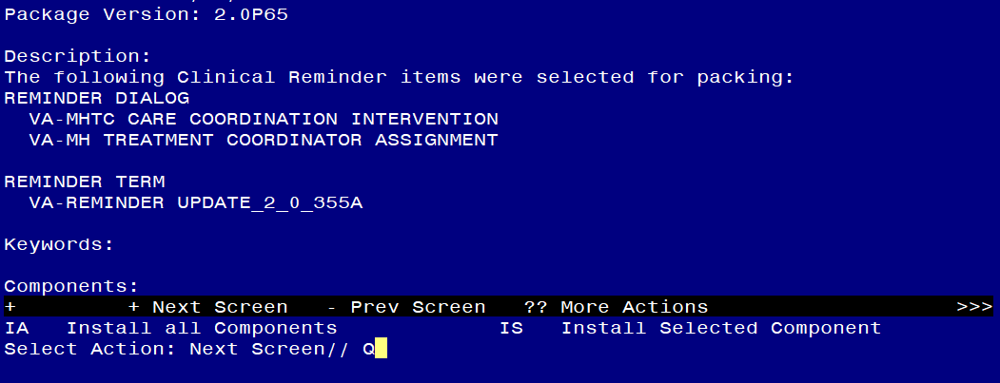 Package Version: 2.0P65
Description:
The following Clinical Reminder items were selected for packing:
REMINDER DIALOG
VA-MHTC CARE COORDINATION INTERVENTION
VA-MH TREATMENT COORDINATOR ASSIGNMENT
REMINDER TERM
VA-REMINDER UPDATE_2_0_355A
Keywords:
Components:
+ + Next Screen - Prev Screen ?? More Actions >>>
IA Install all Components IS Install Selected Component
Select Action: Next Screen// Q